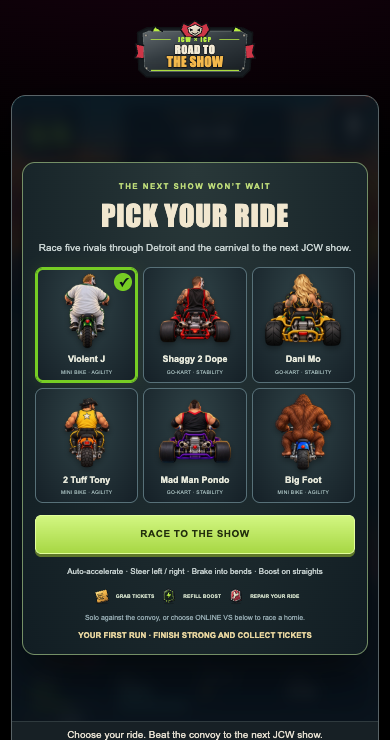 JCW × ICP
ROAD TO
THE SHOW
THE NEXT SHOW WON'T WAIT
PICK YOUR RIDE
Race five rivals through Detroit and the carnival to the next JCW show.
Violent J
MINI BIKE · AGILITY
Shaggy 2 Dope
GO-KART · STABILITY
Dani Mo
GO-KART · STABILITY
2 Tuff Tony
MINI BIKE · AGILITY
Mad Man Pondo
GO-KART · STABILITY
Big Foot
MINI BIKE · AGILITY
RACE TO THE SHOW
Auto-accelerate · Steer left / right · Brake into bends · Boost on straights
GRAB TICKETS REFILL BOOST REPAIR YOUR RIDE
Solo against the convoy, or choose ONLINE VS below to race a homie.
YOUR FIRST RUN · FINISH STRONG AND COLLECT TICKETS
Choose your ride. Beat the convoy to the next JCW show.